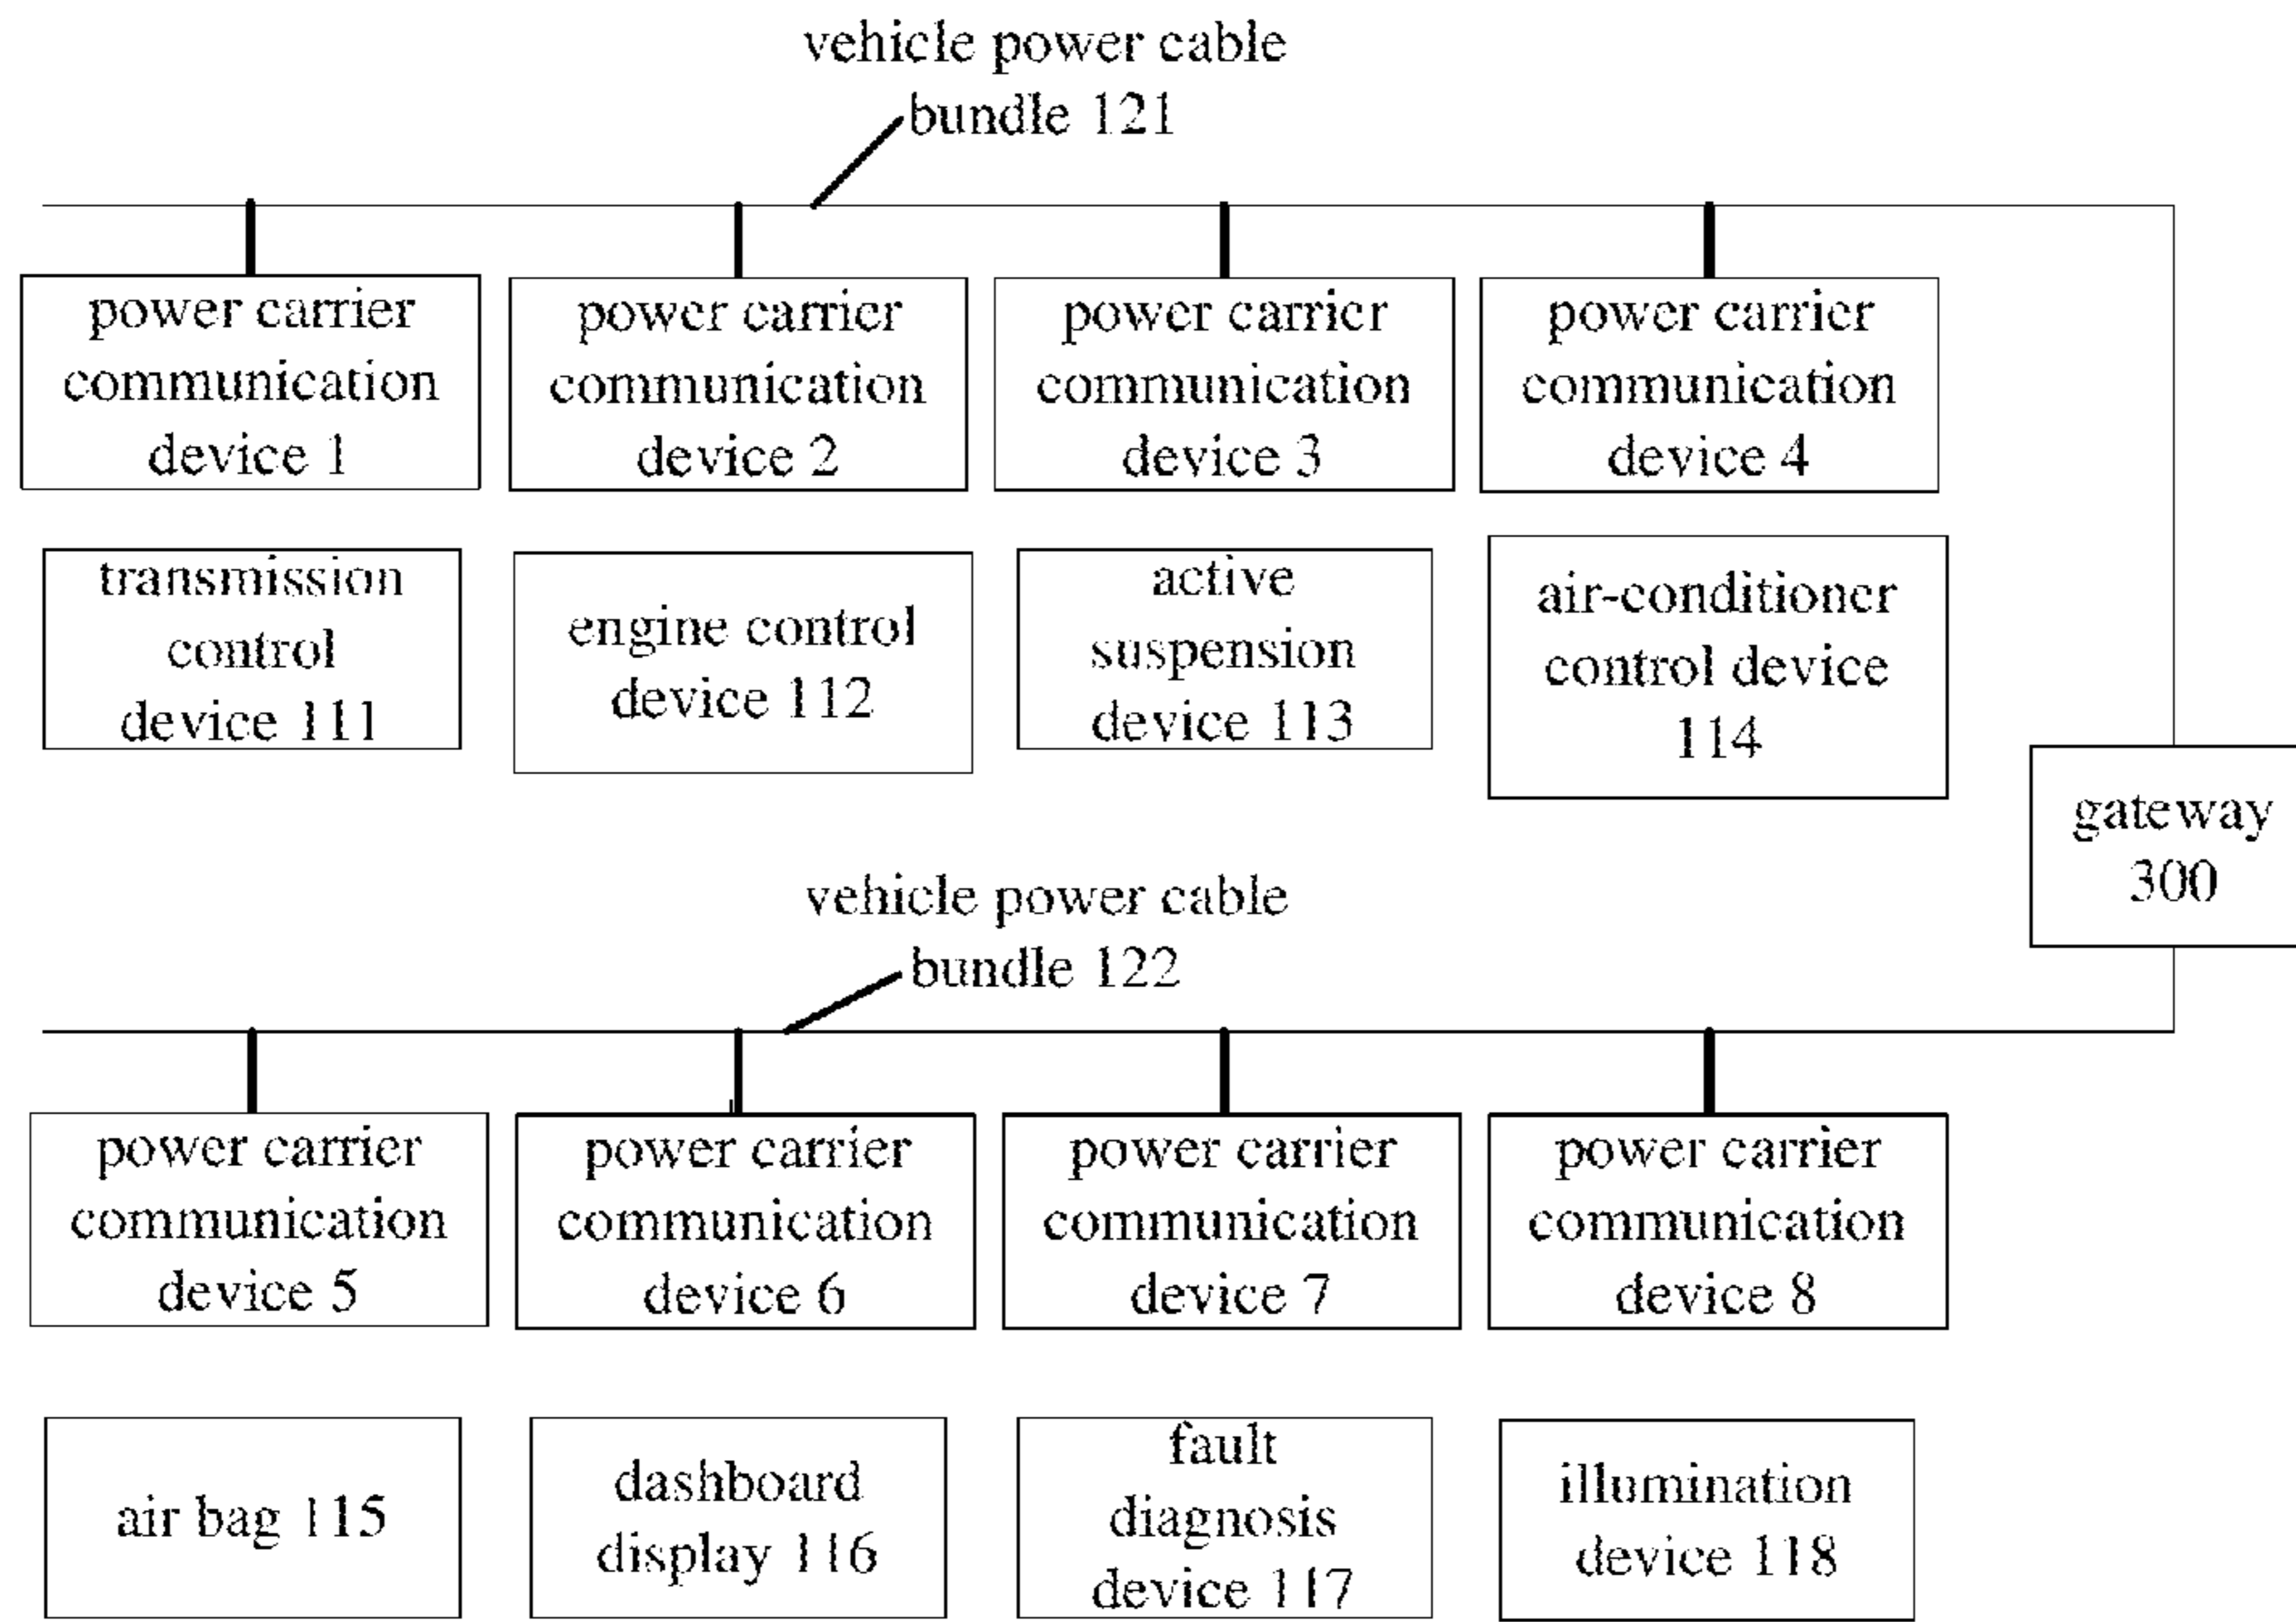 vehicle power cable
bundle 121
power carrier
communication
device 1
power carrier
communication
device 2
power carrier
communication
device 3
power carrier
communication
device 4
transmission
control
device 111
engine control
device 112
active
suspension
device 113
air-conditioner
control device
114
gateway
300
vehicle power cable
bundle 122
power carrier
communication
device 5
power carrier
communication
device 6
power carrier
communication
device 7
power carrier
communication
device 8
air bag 115
dashboard
display 116
fault
diagnosis
device 117
illumination
device 118